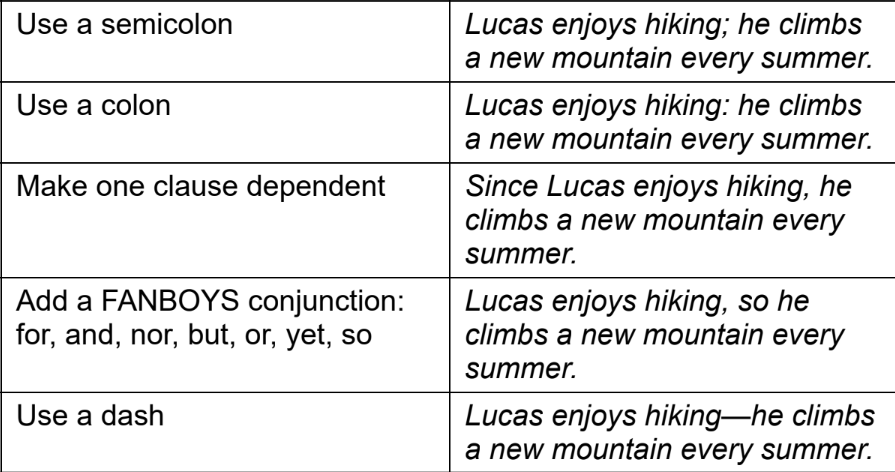 Use a semicolon
Lucas enjoys hiking; he climbs
a new mountain every summer.
Use a colon
Lucas enjoys hiking: he climbs
a new mountain every summer.
Make one clause dependent
Since Lucas enjoys hiking, he
climbs a new mountain every
summer.
Add a FANBOYS conjunction:
for, and, nor, but, or, yet, so
Lucas enjoys hiking, so he
climbs a new mountain every
summer.
Use a dash
Lucas enjoys hiking—he climbs
a new mountain every summer.